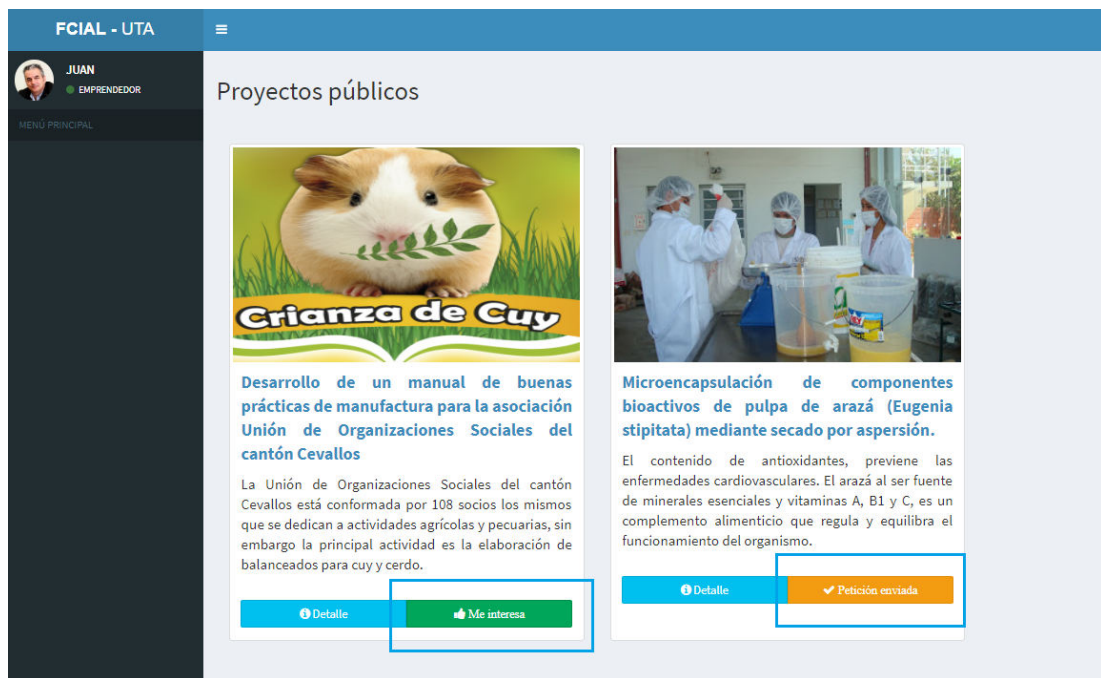 FCIAL - UTA
JUAN
EMPRENDEDOR
MENÚ PRINCIPAL
Proyectos públicos
Crianza de Cuy
Desarrollo de un manual de buenas
prácticas de manufactura para la asociación
Unión de Organizaciones Sociales del
cantón Cevallos
La Unión de Organizaciones Sociales del cantón
Cevallos está conformada por 108 socios los mismos
que se dedican a actividades agrícolas y pecuarias, sin
embargo la principal actividad es la elaboración de
balanceados para cuy y cerdo.
Detalle
Me interesa
Microencapsulación de componentes
bioactivos de pulpa de arazá (Eugenia
stipitata) mediante secado por aspersión.
El contenido de antioxidantes, previene las
enfermedades cardiovasculares. El arazá al ser fuente
de minerales esenciales y vitaminas A, B1 y C, es un
complemento alimenticio que regula y equilibra el
funcionamiento del organismo.
Detalle
Petición enviada